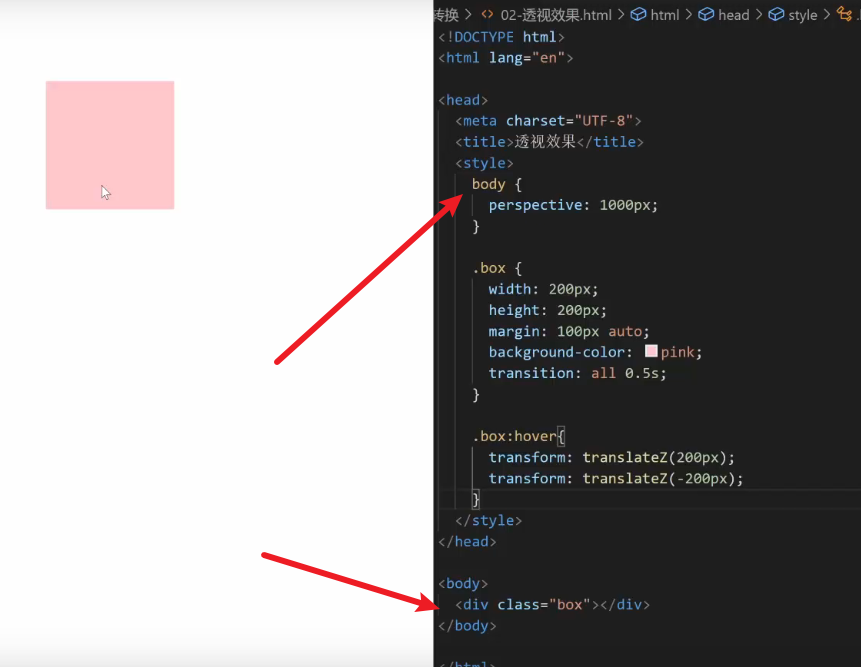 转换 > 02-透视效果.html > html > head > style >
<!DOCTYPE html>
<html lang="en">
<head>
<meta charset="UTF-8">
<title>透视效果</title>
<style>
body {
perspective: 1000px;
}
.box {
width: 200px;
height: 200px;
margin: 100px auto;
background-color: pink;
transition: all 0.5s;
}
.box:hover{
transform: translateZ(200px);
transform: translateZ(-200px);
}
</style>
</head>
<body>
<div class="box"></div>
</body>
</html>